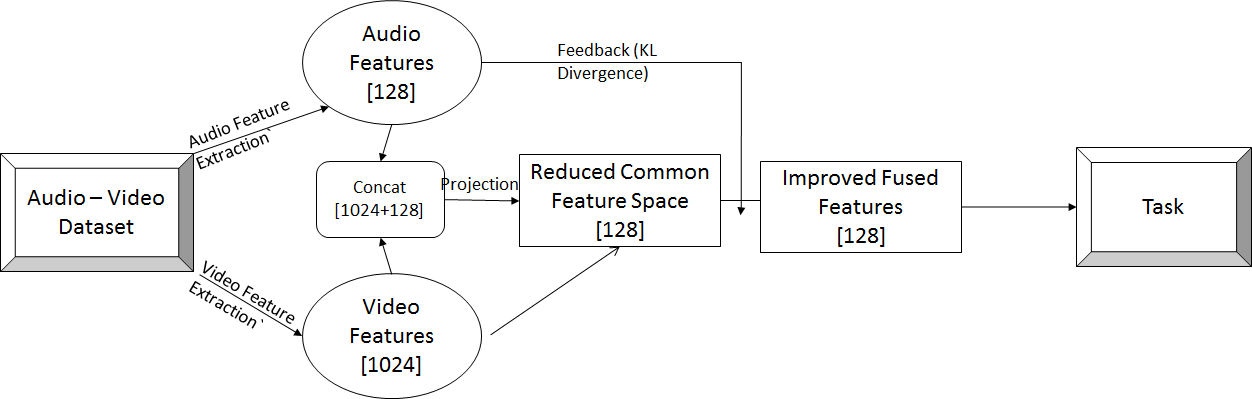 Audio – Video
Dataset
Audio Feature
Extraction`
Video Feature
Extraction`
Audio
Features
[128]
Concat
[1024+128]
Video
Features
[1024]
Projection
Feedback (KL
Divergence)
Reduced Common
Feature Space
[128]
Improved Fused
Features
[128]
Task